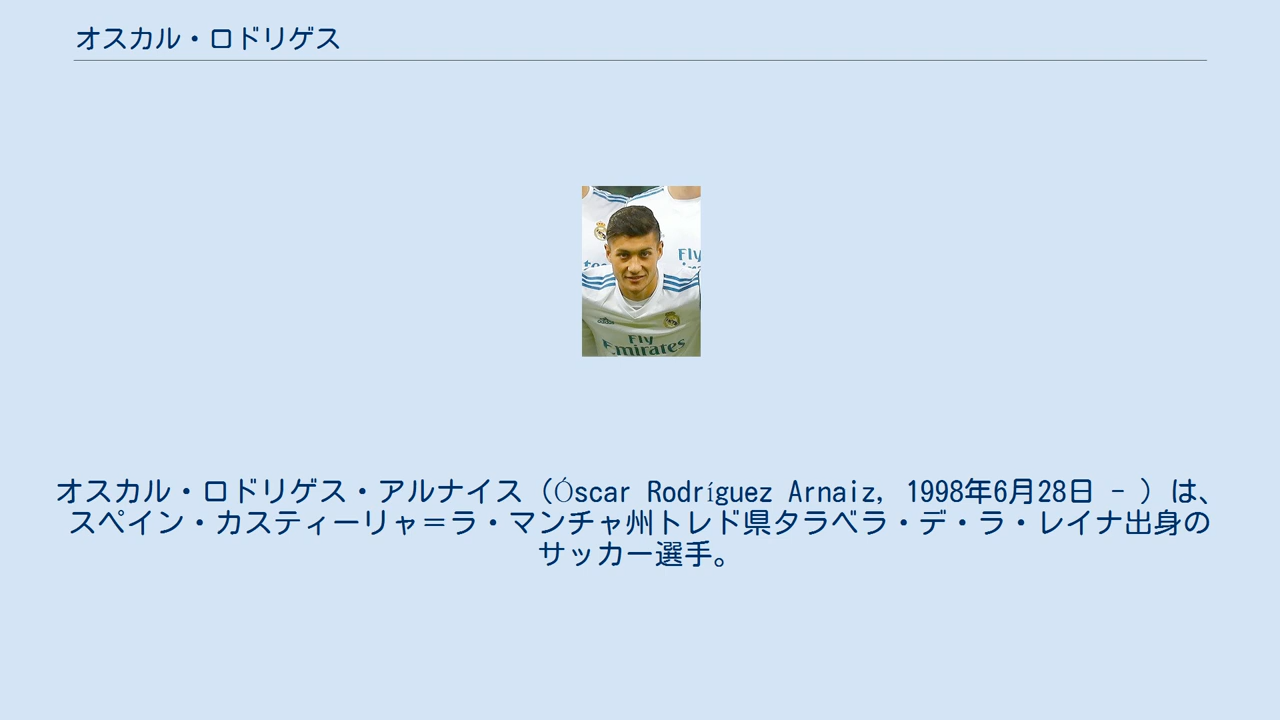 オスカル・ロドリゲス
Fly
Fly
Emirates
オスカル・ロドリゲス・アルナイス（Óscar Rodríguez Arnaiz, 1998年6月28日 - ）は、
スペイン・カスティーリャ＝ラ・マンチャ州トレド県タラベラ・デ・ラ・レイナ出身の
サッカー選手。